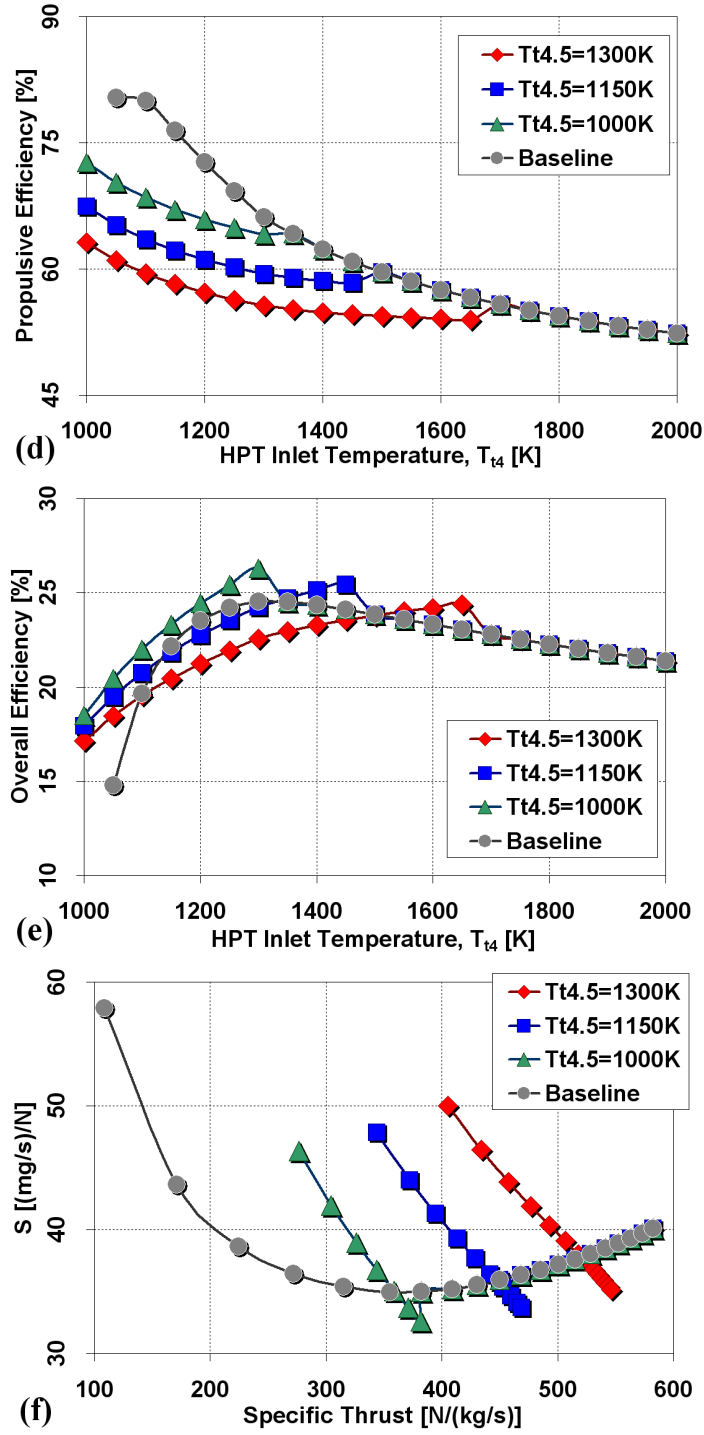 90
75
60
45
Propulsive Efficiency [%]
Tt4.5=1300K
Tt4.5=1150K
Tt4.5=1000K
Baseline
1000 1200 1400 1600 1800 2000
(d)
HPT Inlet Temperature, Tt4 [K]
30
25
20
15
10
Overall Efficiency [%]
Tt4.5=1300K
Tt4.5=1150K
Tt4.5=1000K
Baseline
1000 1200 1400 1600 1800 2000
(e)
HPT Inlet Temperature, Tt4 [K]
60
50
40
30
S [(mg/s)/N]
Tt4.5=1300K
Tt4.5=1150K
Tt4.5=1000K
Baseline
100 200 300 400 500 600
(f)
Specific Thrust [N/(kg/s)]